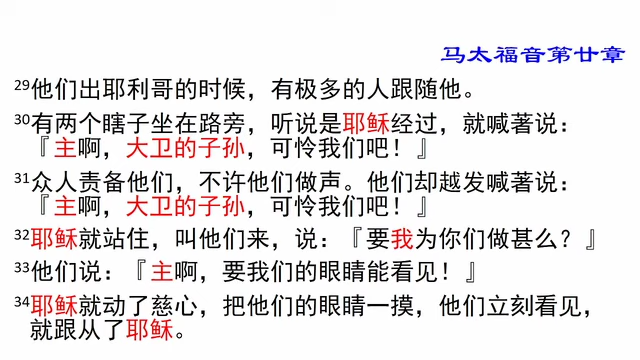 马太福音第廿章
29他们出耶利哥的时候，有极多的人跟随他。
30有两个瞎子坐在路旁，听说是耶稣经过，就喊著说：
『主啊，大卫的子孙，可怜我们吧！』
31众人责备他们，不许他们做声。他们却越发喊著说：
『主啊，大卫的子孙，可怜我们吧！』
32耶稣就站住，叫他们来，说：『要我为你们做甚么？』
33他们说：『主啊，要我们的眼睛能看见！』
34耶稣就动了慈心，把他们的眼睛一摸，他们立刻看见，
就跟从了耶稣。